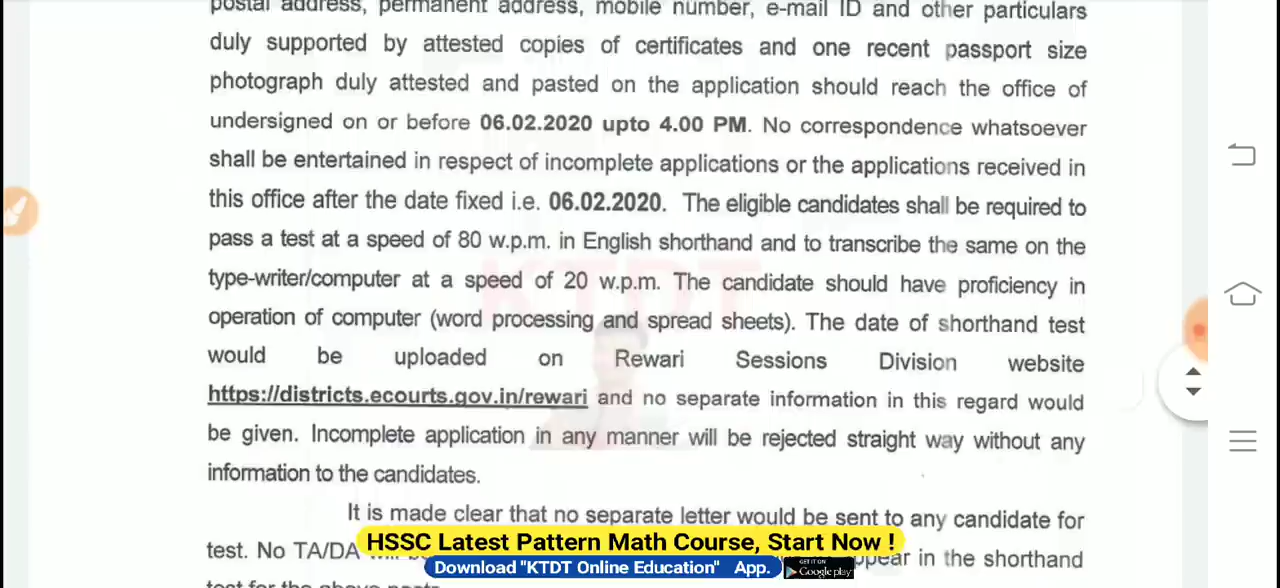 postal address, permanent address, mobile number, e-mail ID and other particulars
duly supported by attested copies of certificates and one recent passport size
photograph duly attested and pasted on the application should reach the office of
undersigned on or before 06.02.2020 upto 4.00 PM. No correspondence whatsoever
shall be entertained in respect of incomplete applications or the applications received in
this office after the date fixed i.e. 06.02.2020. The eligible candidates shall be required to
pass a test at a speed of 80 w.p.m. in English shorthand and to transcribe the same on the
type-writer/computer at a speed of 20 w.p.m. The candidate should have proficiency in
operation of computer (word processing and spread sheets). The date of shorthand test
would be uploaded on Rewari Sessions Division website
https://districts.ecourts.gov.in/rewari and no separate information in this regard would
be given. Incomplete application in any manner will be rejected straight way without any
information to the candidates.
It is made clear that no separate letter would be sent to any candidate for
test. No TA/DA appear in the shorthand
KTDT
HSSC Latest Pattern Math Course, Start Now !
Download "KTDT Online Education" App.
GET IT ON
Google play